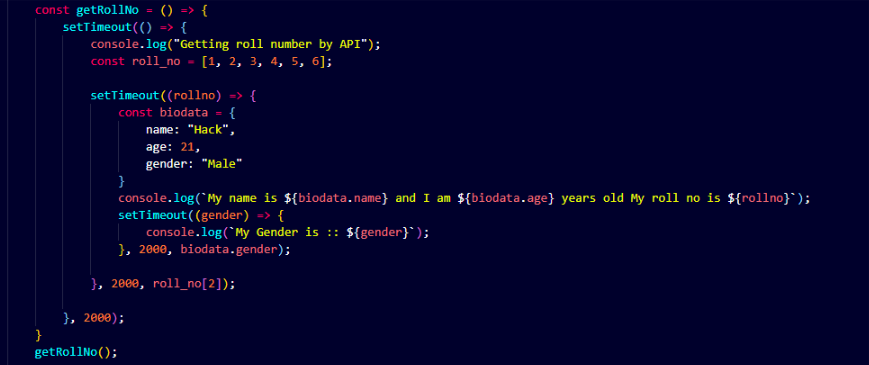 const getRollNo = () => {
    setTimeout(() => {
        console.log("Getting roll number by API");
        const roll_no = [1, 2, 3, 4, 5, 6];

        setTimeout((rollno) => {
            const biodata = {
                name: "Hack",
                age: 21,
                gender: "Male"
            }
            console.log(`My name is ${biodata.name} and I am ${biodata.age} years old My roll no is ${rollno}`);
            setTimeout((gender) => {
                console.log(`My Gender is :: ${gender}`);
            }, 2000, biodata.gender);

        }, 2000, roll_no[2]);

    }, 2000);
}
getRollNo();